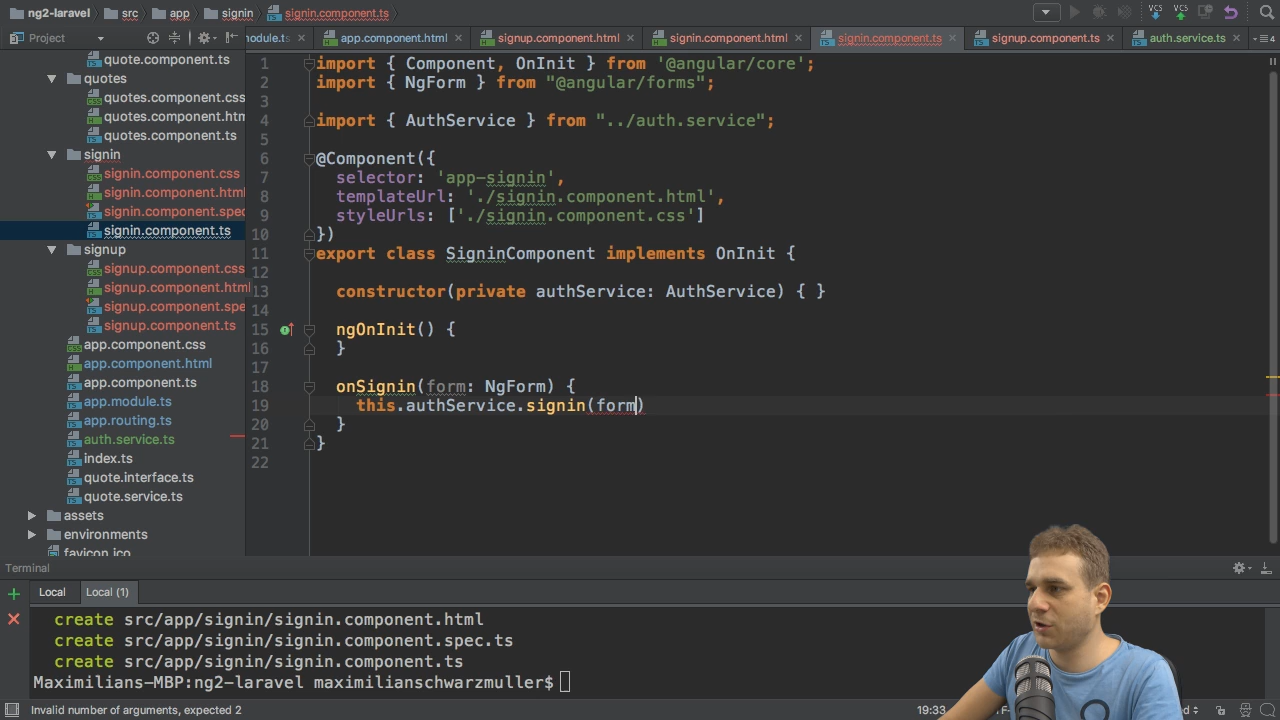 ng2-laravel src app signin signin.component.ts
Project
module.ts app.component.html signup.component.html signin.component.html signin.component.ts signup.component.ts auth.service.ts 4
quote.component.ts
quotes
quotes.component.css
quotes.component.htm
quotes.component.ts
signin
signin.component.css
signin.component.html
signin.component.spec
signin.component.ts
signup
signup.component.css
signup.component.html
signup.component.spe
signup.component.ts
app.component.css
app.component.html
app.component.ts
app.module.ts
app.routing.ts
auth.service.ts
index.ts
quote.interface.ts
quote.service.ts
assets
environments
favicon.ico
1 import { Component, OnInit } from '@angular/core';
2 import { NgForm } from "@angular/forms";
3
4 import { AuthService } from "../auth.service";
5
6 @Component({
7 selector: 'app-signin',
8 templateUrl: './signin.component.html',
9 styleUrls: ['./signin.component.css']
10 })
11 export class SigninComponent implements OnInit {
12
13 constructor(private authService: AuthService) { }
14
15 ngOnInit() {
16 }
17
18 onSignin(form: NgForm) {
19 this.authService.signin(form)
20 }
21 }
22
Terminal
Local Local (1)
create src/app/signin/signin.component.html
create src/app/signin/signin.component.spec.ts
create src/app/signin/signin.component.ts
Maximilians-MBP:ng2-laravel maximilianschwarzmuller$
Invalid number of arguments, expected 2 19:33